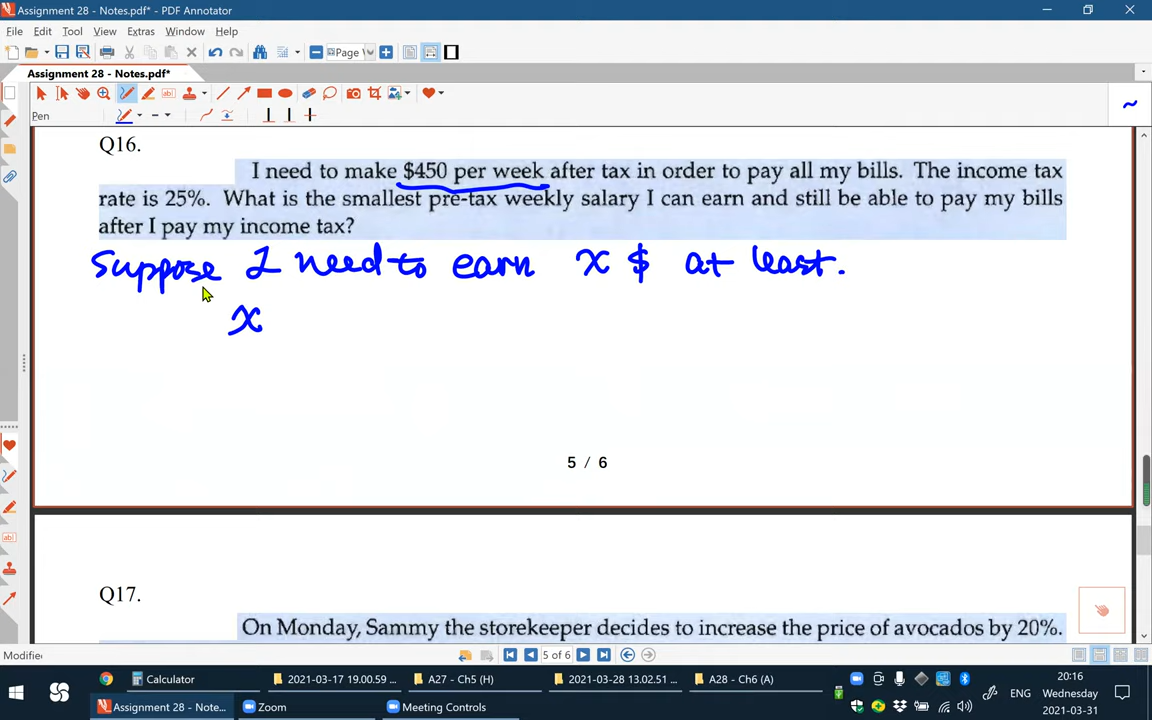 Assignment 28 - Notes.pdf* - PDF Annotator
File Edit Tool View Extras Window Help
Page
Assignment 28 - Notes.pdf*
Pen
Q16.
I need to make $450 per week after tax in order to pay all my bills. The income tax
rate is 25%. What is the smallest pre-tax weekly salary I can earn and still be able to pay my bills
after I pay my income tax?
Suppose I need to earn x $ at least.
x
5 / 6
Q17.
On Monday, Sammy the storekeeper decides to increase the price of avocados by 20%.
Modifie
5 of 6
Calculator
2021-03-17 19.00.59 ...
A27 - Ch5 (H)
2021-03-28 13.02.51 ...
A28 - Ch6 (A)
20:16
ENG
Wednesday
Assignment 28 - Note...
Zoom
Meeting Controls
2021-03-31